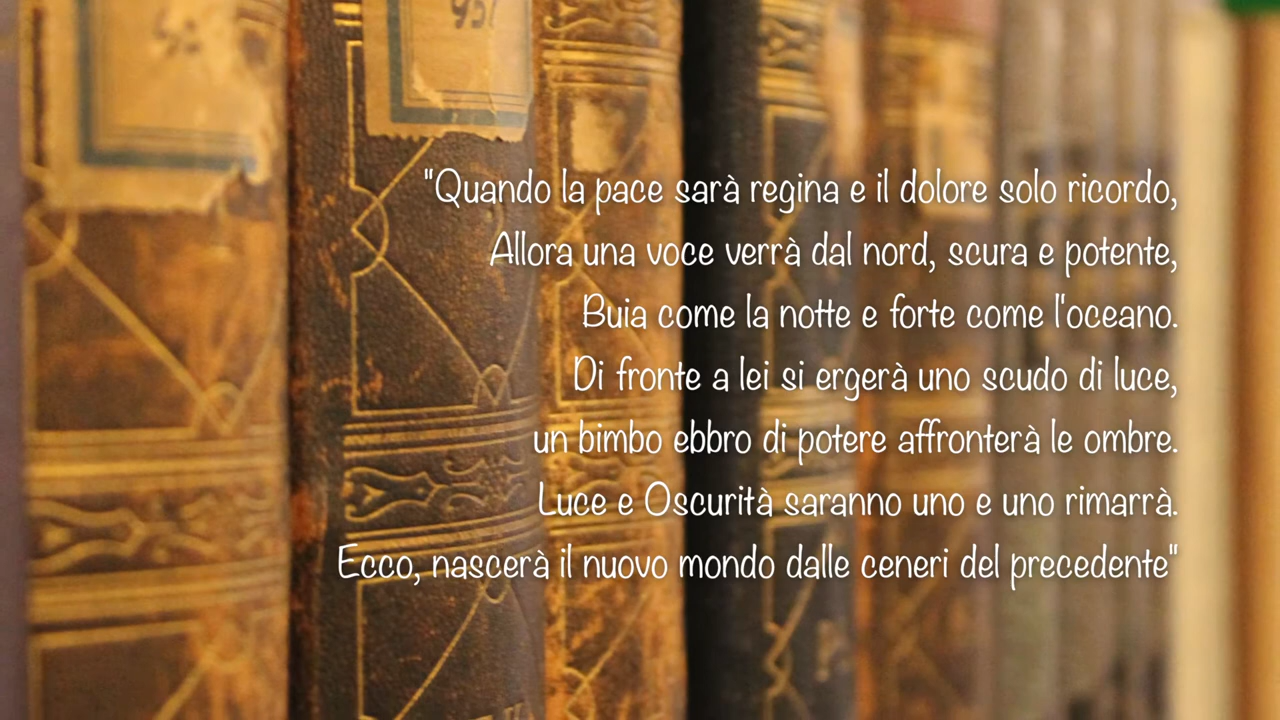 957
"Quando la pace sarà regina e il dolore solo ricordo,
Allora una voce verrà dal nord, scura e potente,
Buia come la notte e forte come l'oceano.
Di fronte a lei si ergerà uno scudo di luce,
un bimbo ebbro di potere affronterà le ombre.
Luce e Oscurità saranno uno e uno rimarrà.
Ecco, nascerà il nuovo mondo dalle ceneri del precedente"